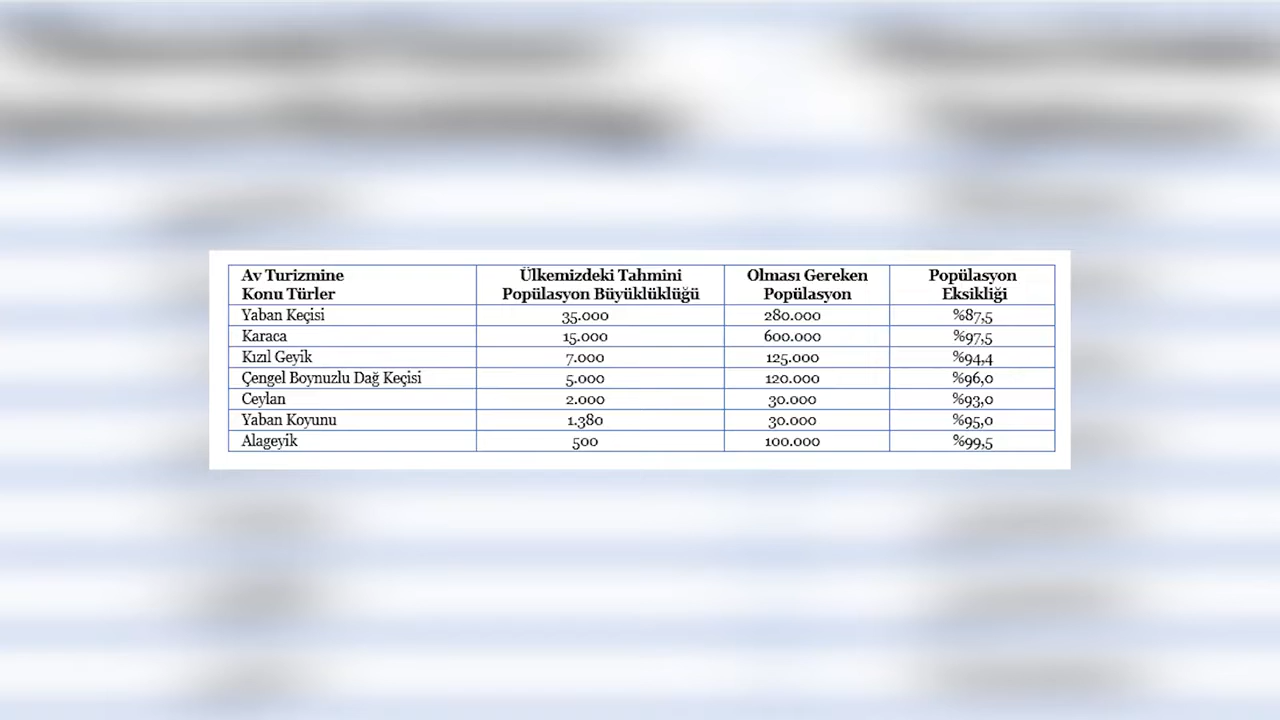 Av Turizmine Konu Türler Ülkemizdeki Tahmini Popülasyon Büyüklüklüğü Olması Gereken Popülasyon Popülasyon Eksikliği
Yaban Keçisi 35.000 280.000 %87,5
Karaca 15.000 600.000 %97,5
Kızıl Geyik 7.000 125.000 %94,4
Çengel Boynuzlu Dağ Keçisi 5.000 120.000 %96,0
Ceylan 2.000 30.000 %93,0
Yaban Koyunu 1.380 30.000 %95,0
Alageyik 500 100.000 %99,5